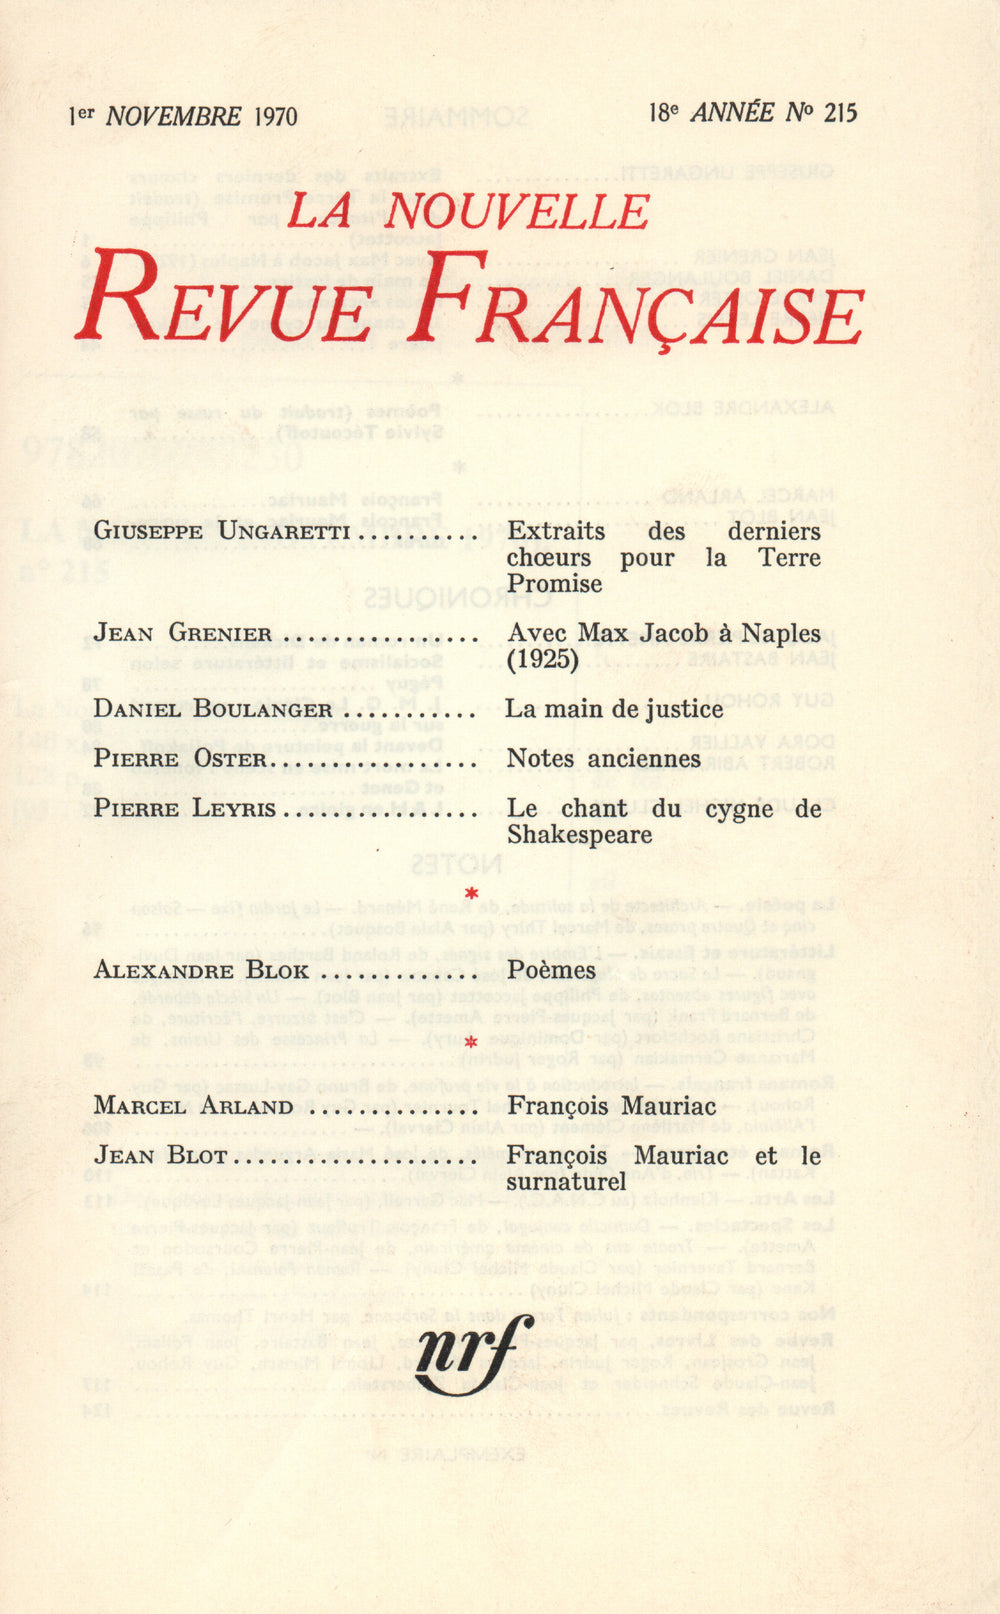 1er NOVEMBRE 1970
18e ANNÉE No 215
LA NOUVELLE
REVUE FRANÇAISE
GIUSEPPE UNGARETTI .......... Extraits des derniers
chœurs pour la Terre
Promise
JEAN GRENIER ................ Avec Max Jacob à Naples
(1925)
DANIEL BOULANGER ........... La main de justice
PIERRE OSTER................. Notes anciennes
PIERRE LEYRIS ................ Le chant du cygne de
Shakespeare
*
ALEXANDRE BLOK ............. Poèmes
*
MARCEL ARLAND .............. François Mauriac
JEAN BLOT .................... François Mauriac et le
surnaturel
nrf